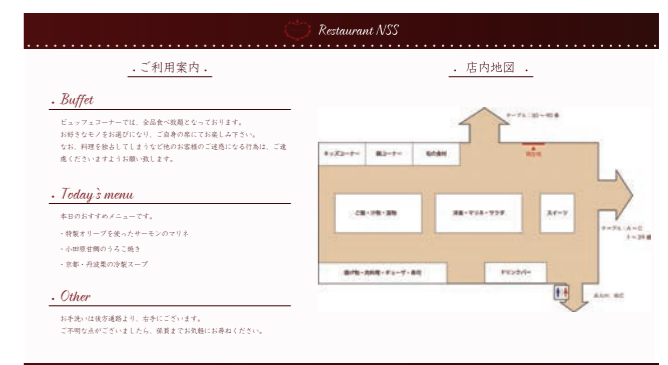 Restaurant NSS
.ご利用案内.
. Buffet
ビュッフェコーナーでは、全品食べ放題となっております。
お好きなモノをお選びになり、ご自身の席にてお楽しみ下さい。
なお、料理を独占してしまうなど他のお客様のご迷惑になる行為は、ご遠
慮くださいますようお願い致します。
. Today's menu
本日のおすすめメニューです。
・特製オリーブを使ったサーモンのマリネ
・小田原甘鯛のうろこ焼き
・京都・丹波栗の冷製スープ
. Other
お手洗いは後方通路より、右手にございます。
ご不明な点がございましたら、係員までお気軽にお尋ねください。
. 店内地図 .
キッズコーナー
麺コーナー
旬の食材
現在地
ご飯・汁物・漬物
洋食・マリネ・サラダ
スイーツ
テーブル：A～C
ドリンクバー